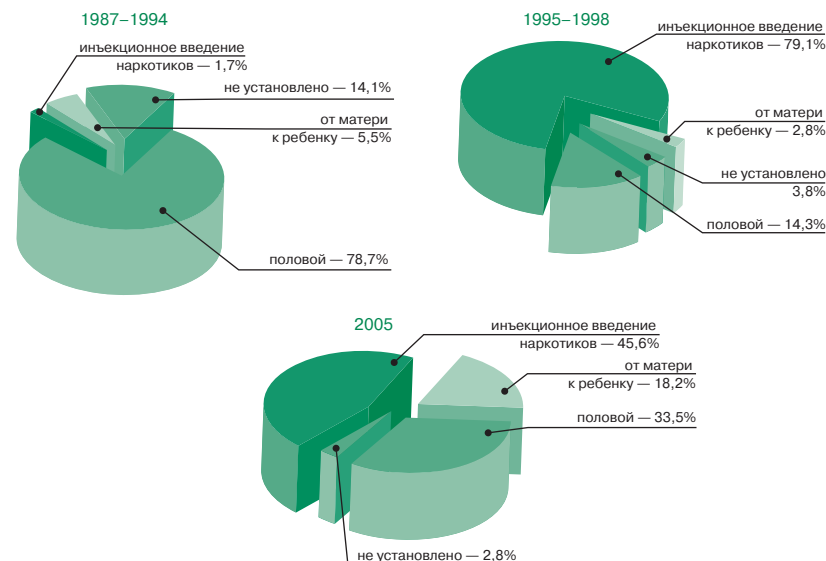 1987–1994
инъекционное введение
наркотиков — 1,7%
не установлено — 14,1%
от матери
к ребенку — 5,5%
половой — 78,7%
1995–1998
инъекционное введение
наркотиков — 79,1%
от матери
к ребенку — 2,8%
не установлено
3,8%
половой — 14,3%
2005
инъекционное введение
наркотиков — 45,6%
от матери
к ребенку — 18,2%
половой — 33,5%
не установлено — 2,8%